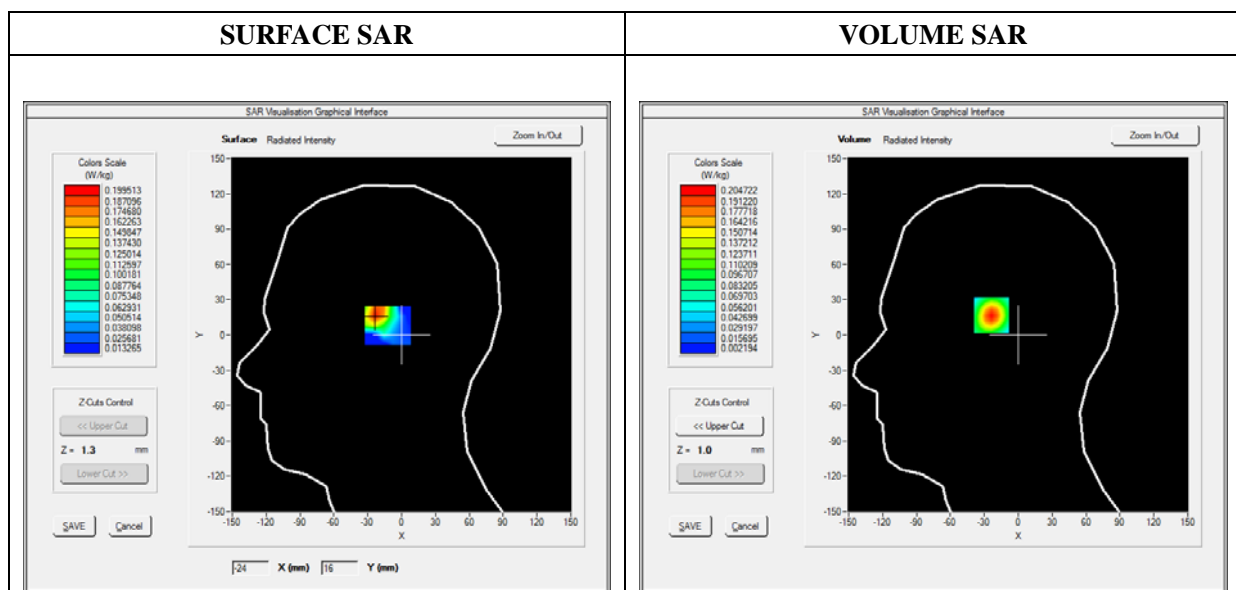 SURFACE SAR
VOLUME SAR
SAR Visualisation Graphical Interface
Surface Radiated Intensity
Zoom In/Out
Colors Scale
(W/kg)
0.199513
0.187096
0.174680
0.162263
0.149847
0.137430
0.125014
0.112597
0.100181
0.087764
0.075348
0.062931
0.050514
0.038098
0.025681
0.013265
150
120
90
60
30
0
-30
-60
-90
-120
-150
Y
-150 -120 -90 -60 -30 0 30 60 90 120 150
X
Z-Cuts Control
<< Upper Cut
Z = 1.3 mm
Lower Cut >>
SAVE Cancel
-24 X (mm) 16 Y (mm)
SAR Visualisation Graphical Interface
Volume Radiated Intensity
Zoom In/Out
Colors Scale
(W/kg)
0.204722
0.191220
0.177718
0.164216
0.150714
0.137212
0.123711
0.110209
0.096707
0.083205
0.069703
0.056201
0.042699
0.029197
0.015695
0.002194
150
120
90
60
30
0
-30
-60
-90
-120
-150
Y
-150 -120 -90 -60 -30 0 30 60 90 120 150
X
Z-Cuts Control
<< Upper Cut
Z = 1.0 mm
Lower Cut >>
SAVE Cancel